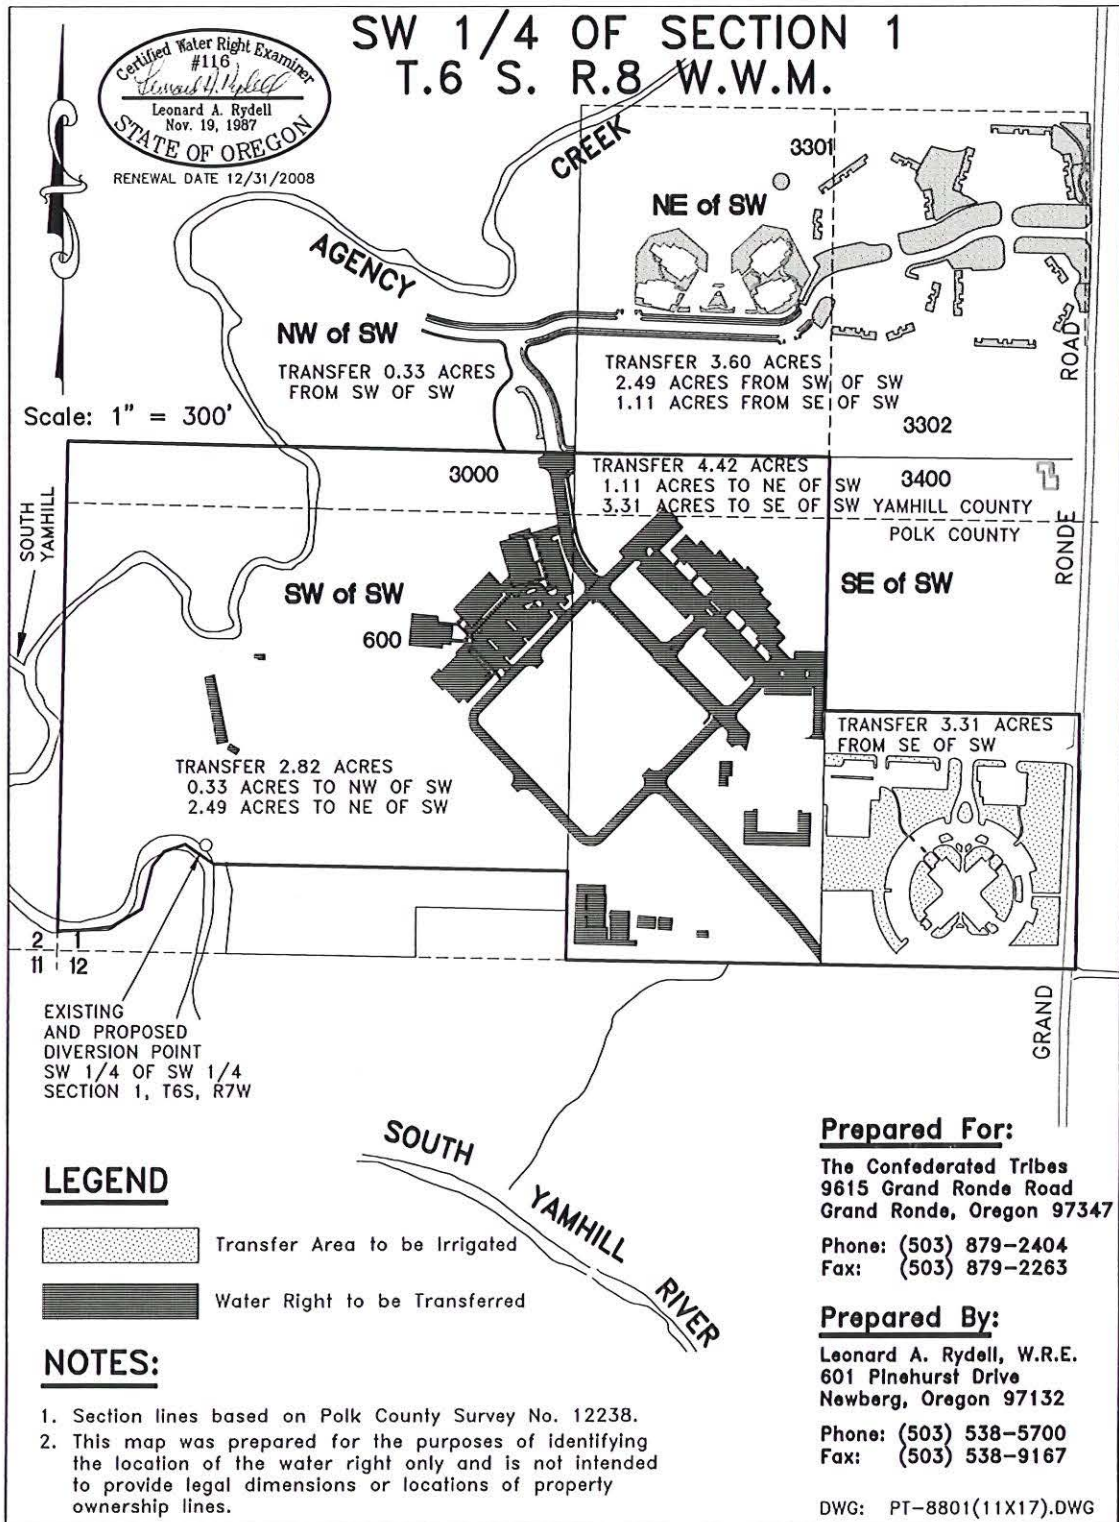 SW 1/4 OF SECTION 1
T.6 S. R.8 W.W.M.
Certified Water Right Examiner
#116
Leonard A. Rydell
Leonard A. Rydell
Nov. 19, 1987
STATE OF OREGON
RENEWAL DATE 12/31/2008
CREEK
AGENCY
3301
NE of SW
NW of SW
TRANSFER 0.33 ACRES
FROM SW OF SW
TRANSFER 3.60 ACRES
2.49 ACRES FROM SW OF SW
1.11 ACRES FROM SE OF SW
ROAD
Scale: 1" = 300'
3302
3000
TRANSFER 4.42 ACRES
1.11 ACRES TO NE OF SW
3.31 ACRES TO SE OF SW
3400
YAMHILL COUNTY
POLK COUNTY
SOUTH
YAMHILL
RONDE
SW of SW
SE of SW
600
TRANSFER 3.31 ACRES
FROM SE OF SW
TRANSFER 2.82 ACRES
0.33 ACRES TO NW OF SW
2.49 ACRES TO NE OF SW
2 1
11 12
EXISTING
AND PROPOSED
DIVERSION POINT
SW 1/4 OF SW 1/4
SECTION 1, T6S, R7W
GRAND
SOUTH
YAMHILL
RIVER
LEGEND
Transfer Area to be Irrigated
Water Right to be Transferred
NOTES:
1. Section lines based on Polk County Survey No. 12238.
2. This map was prepared for the purposes of identifying
the location of the water right only and is not intended
to provide legal dimensions or locations of property
ownership lines.
Prepared For:
The Confederated Tribes
9615 Grand Ronde Road
Grand Ronde, Oregon 97347
Phone: (503) 879-2404
Fax: (503) 879-2263
Prepared By:
Leonard A. Rydell, W.R.E.
601 Pinehurst Drive
Newberg, Oregon 97132
Phone: (503) 538-5700
Fax: (503) 538-9167
DWG: PT-8801(11X17).DWG